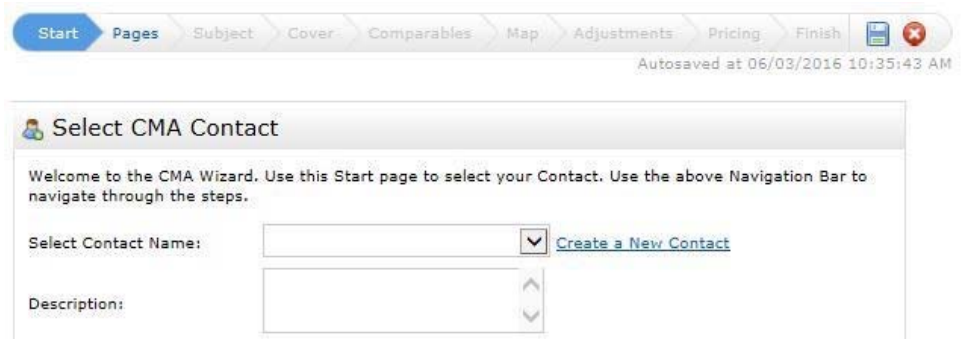 Start Pages Subject Cover Comparables Map Adjustments Pricing Finish
Autosaved at 06/03/2016 10:35:43 AM
Select CMA Contact
Welcome to the CMA Wizard. Use this Start page to select your Contact. Use the above Navigation Bar to
navigate through the steps.
Select Contact Name: Create a New Contact
Description: